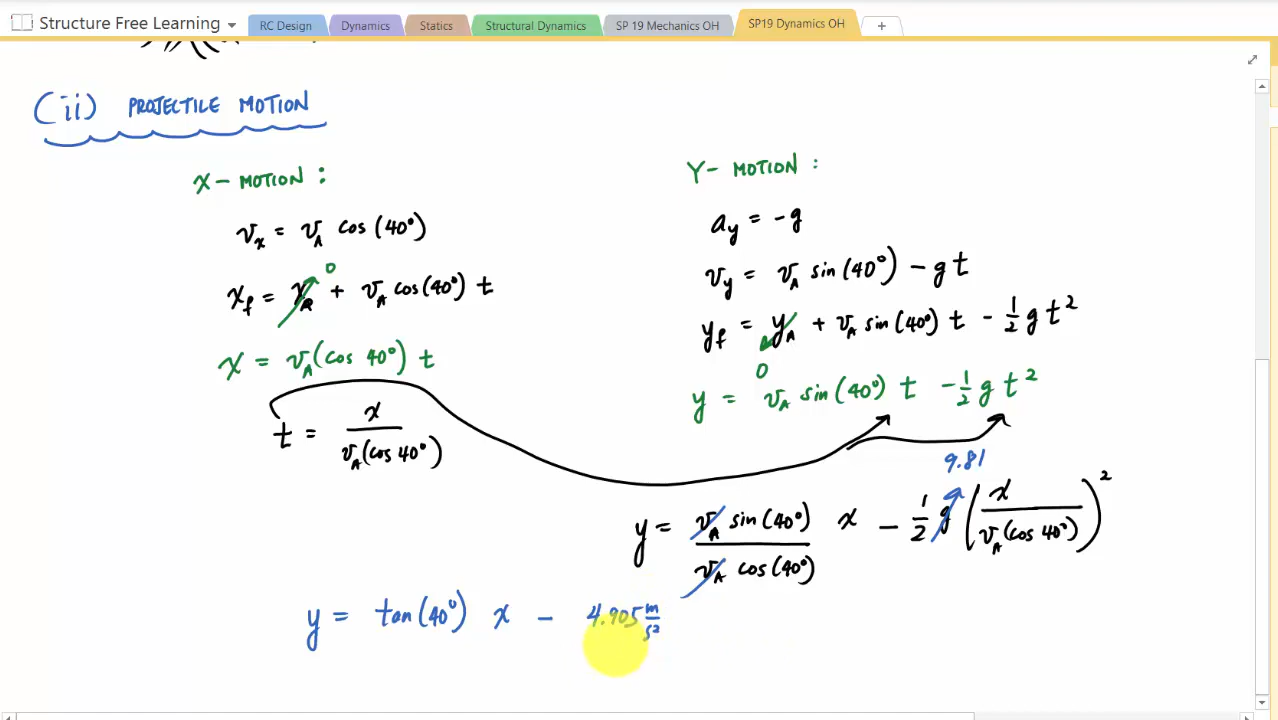 Structure Free Learning RC Design Dynamics Statics Structural Dynamics SP 19 Mechanics OH SP19 Dynamics OH +
(ii) PROJECTILE MOTION
X-MOTION :
v_x = v_A cos(40°)
x_f = x_A 0 + v_A cos(40°) t
x = v_A(cos 40°) t
t = x / v_A(cos 40°)
Y-MOTION :
a_y = -g
v_y = v_A sin(40°) - g t
y_f = y_A + v_A sin(40°) t - 1/2 g t²
0
y = v_A sin(40°) t - 1/2 g t²
9.81
y = v_A sin(40°) / v_A cos(40°) x - 1/2 g (x / v_A(cos 40°))²
y = tan(40°) x - 4.905 m/s²